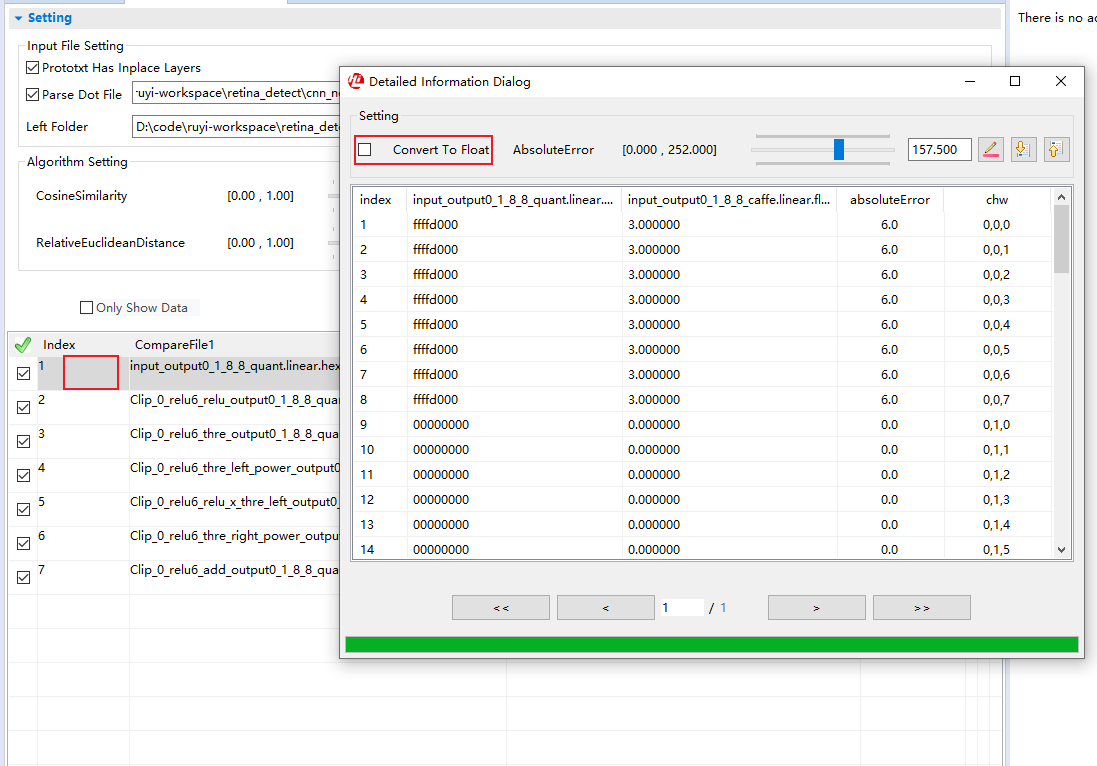 Setting
There is no a
Input File Setting
Prototxt Has Inplace Layers
Parse Dot File
ruyi-workspace\retina_detect\cnn_n
Left Folder
D:\code\ruyi-workspace\retina_det
Algorithm Setting
CosineSimilarity [0.00 , 1.00]
RelativeEuclideanDistance [0.00 , 1.00]
Only Show Data
Index CompareFile1
1 input_output0_1_8_8_quant.linear.hex
2 Clip_0_relu6_relu_output0_1_8_8_qua
3 Clip_0_relu6_thre_output0_1_8_8_qua
4 Clip_0_relu6_thre_left_power_output0
5 Clip_0_relu6_relu_x_thre_left_output0_
6 Clip_0_relu6_thre_right_power_outpu
7 Clip_0_relu6_add_output0_1_8_8_qua
Detailed Information Dialog
Setting
Convert To Float AbsoluteError [0.000 , 252.000] 157.500
index input_output0_1_8_8_quant.linear.... input_output0_1_8_8_caffe.linear.fl... absoluteError chw
1 ffffd000 3.000000 6.0 0,0,0
2 ffffd000 3.000000 6.0 0,0,1
3 ffffd000 3.000000 6.0 0,0,2
4 ffffd000 3.000000 6.0 0,0,3
5 ffffd000 3.000000 6.0 0,0,4
6 ffffd000 3.000000 6.0 0,0,5
7 ffffd000 3.000000 6.0 0,0,6
8 ffffd000 3.000000 6.0 0,0,7
9 00000000 0.000000 0.0 0,1,0
10 00000000 0.000000 0.0 0,1,1
11 00000000 0.000000 0.0 0,1,2
12 00000000 0.000000 0.0 0,1,3
13 00000000 0.000000 0.0 0,1,4
14 00000000 0.000000 0.0 0,1,5
<< < 1 / 1 > >>